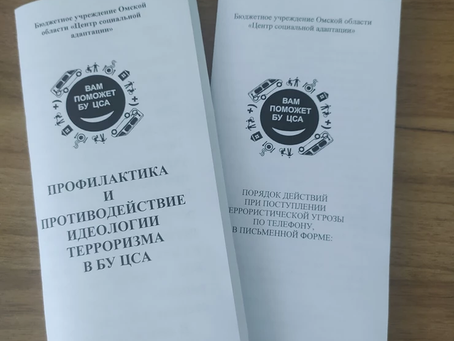 Бюджетное учреждение Омской
области «Центр социальной
адаптации»
ВАМ
ПОМОЖЕТ
БУ ЦСА
ПРОФИЛАКТИКА
И
ПРОТИВОДЕЙСТВИЕ
ИДЕОЛОГИИ
ТЕРРОРИЗМА
В БУ ЦСА
Бюджетное учреждение Омской области
«Центр социальной
адаптации»
ВАМ
ПОМОЖЕТ
БУ ЦСА
ПОРЯДОК ДЕЙСТВИЙ
ПРИ ПОСТУПЛЕНИИ
ТЕРРОРИСТИЧЕСКОЙ УГРОЗЫ
ПО ТЕЛЕФОНУ,
В ПИСЬМЕННОЙ ФОРМЕ: